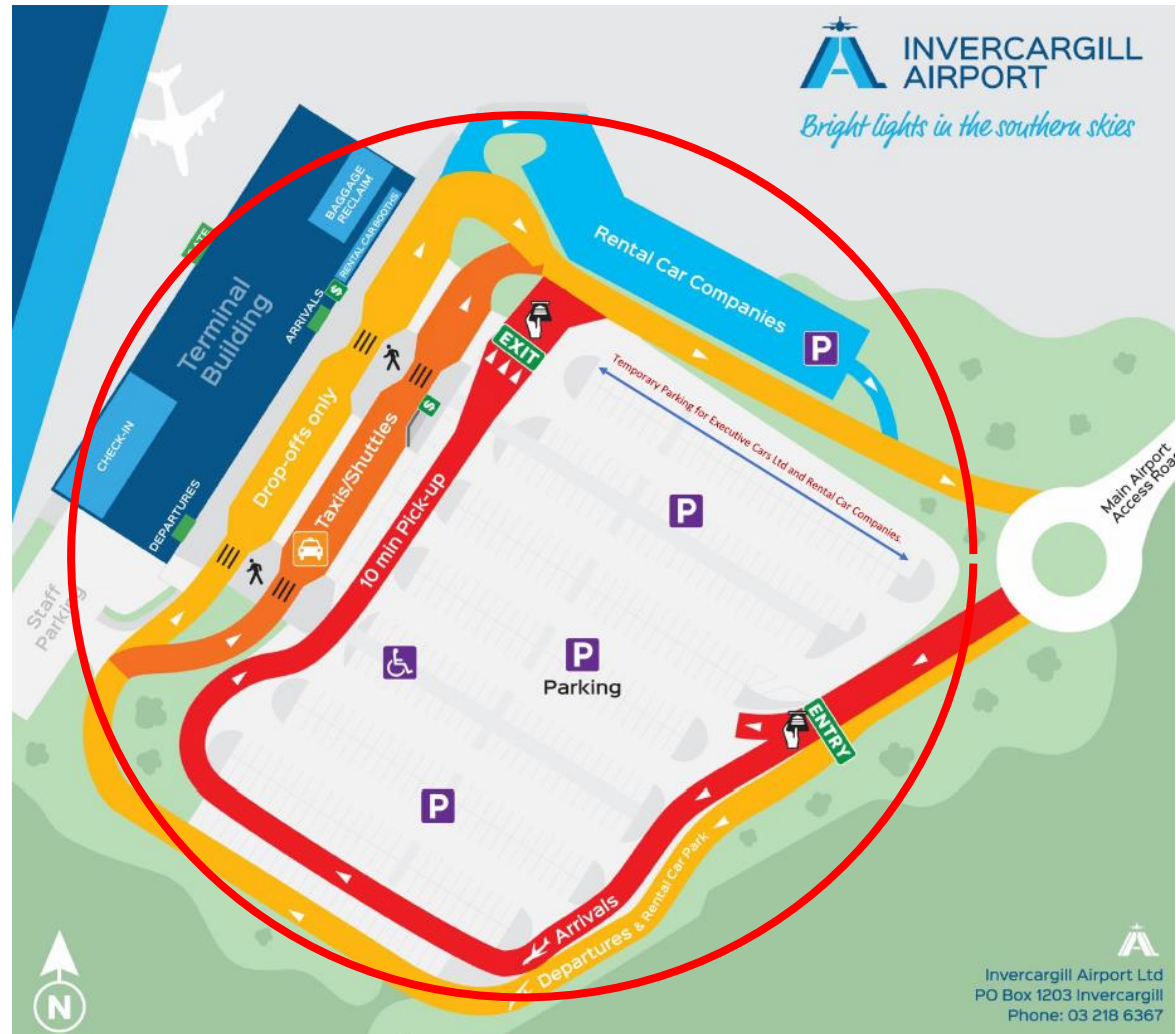 INVERCARGILL
AIRPORT
Bright lights in the southern skies
BAGGAGE
RECLAIM
RENTAL CAR BOOTHS
$
GATE
ARRIVALS
Terminal
Building
Rental Car Companies
P
EXIT
Temporary Parking for Executive Cars Ltd and Rental Car Companies.
CHECK-IN
Drop-offs only
$
Taxis/Shuttles
DEPARTURES
10 min Pick-up
P
Main Airport
Access Road
Staff
Parking
P
Parking
ENTRY
P
Arrivals
Departures & Rental Car Park
N
Invercargill Airport Ltd
PO Box 1203 Invercargill
Phone: 03 218 6367